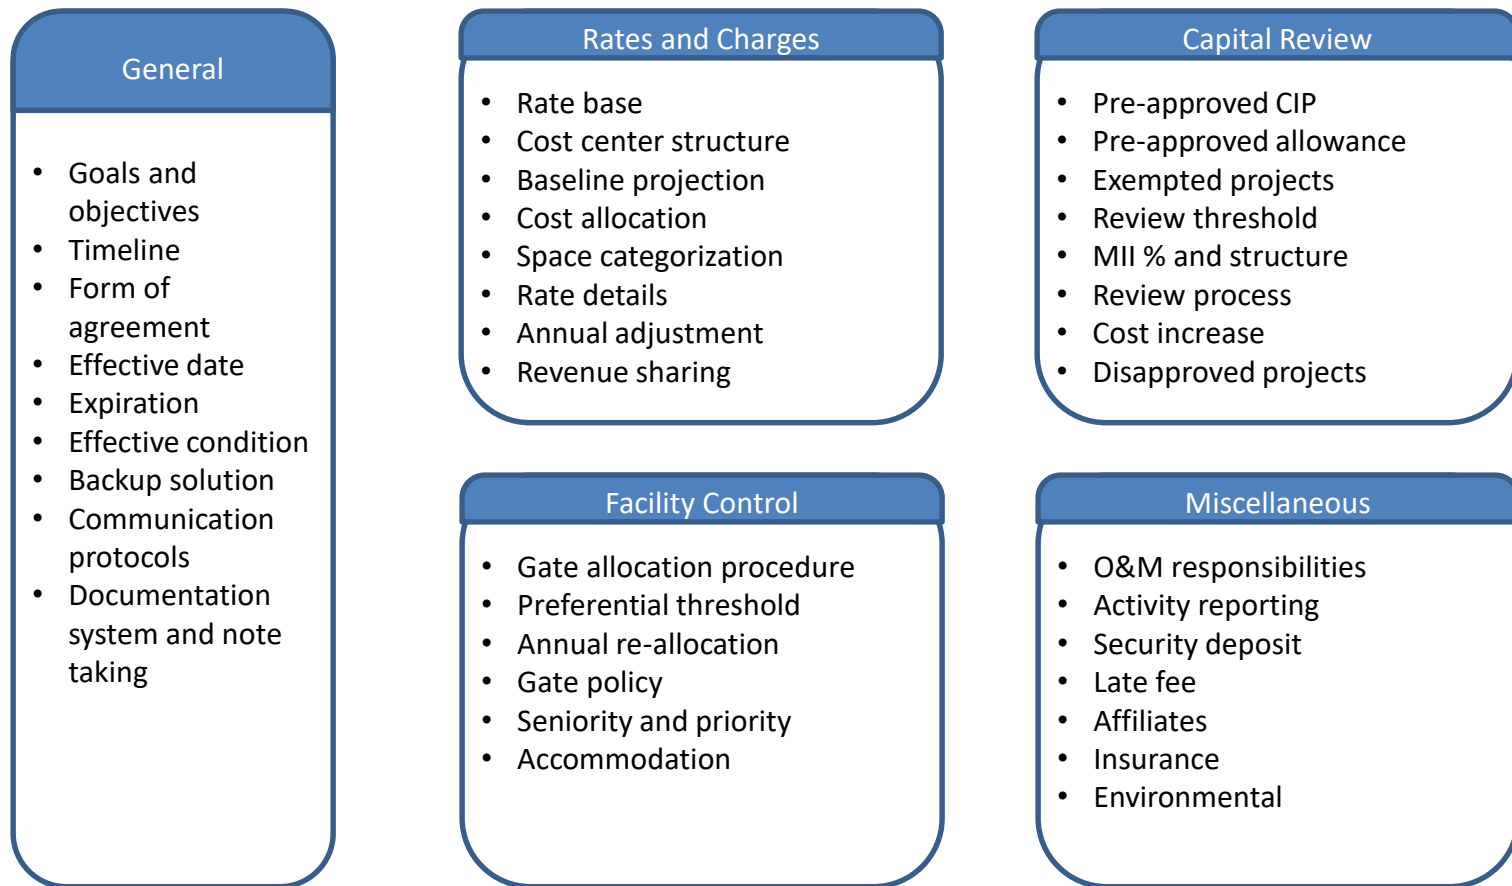 General
• Goals and
objectives
• Timeline
• Form of
agreement
• Effective date
• Expiration
• Effective condition
• Backup solution
• Communication
protocols
• Documentation
system and note
taking
Rates and Charges
• Rate base
• Cost center structure
• Baseline projection
• Cost allocation
• Space categorization
• Rate details
• Annual adjustment
• Revenue sharing
Capital Review
• Pre-approved CIP
• Pre-approved allowance
• Exempted projects
• Review threshold
• MII % and structure
• Review process
• Cost increase
• Disapproved projects
Facility Control
• Gate allocation procedure
• Preferential threshold
• Annual re-allocation
• Gate policy
• Seniority and priority
• Accommodation
Miscellaneous
• O&M responsibilities
• Activity reporting
• Security deposit
• Late fee
• Affiliates
• Insurance
• Environmental